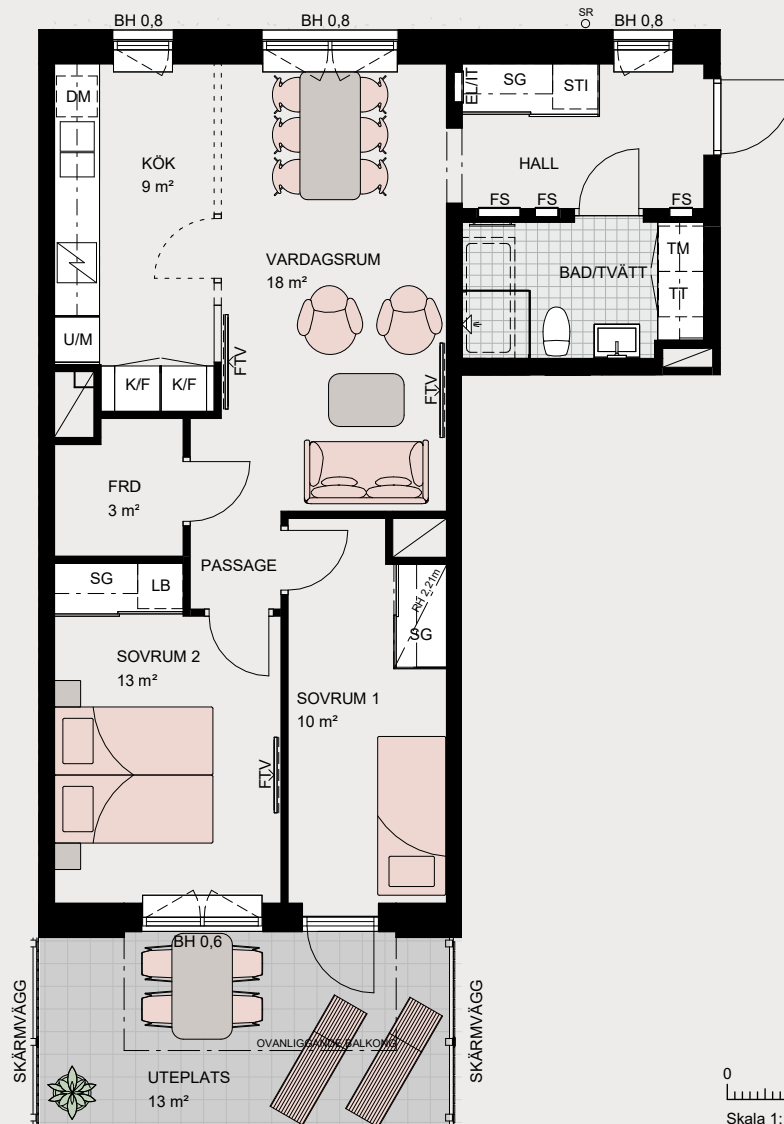 BH 0,8
BH 0,8
SR
BH 0,8
DM
EL/IT
SG
STI
KÖK
9 m²
HALL
FS
FS
FS
VARDAGSRUM
18 m²
BAD/TVÄTT
TM
TT
U/M
FTV
K/F
K/F
FTV
FRD
3 m²
PASSAGE
SG
LB
RH 2,21m
SG
SOVRUM 2
13 m²
SOVRUM 1
10 m²
FTV
BH 0,6
SKÄRMVÄGG
SKÄRMVÄGG
OVANLIGGANDE BALKONG
UTEPLATS
13 m²
0
Skala 1: